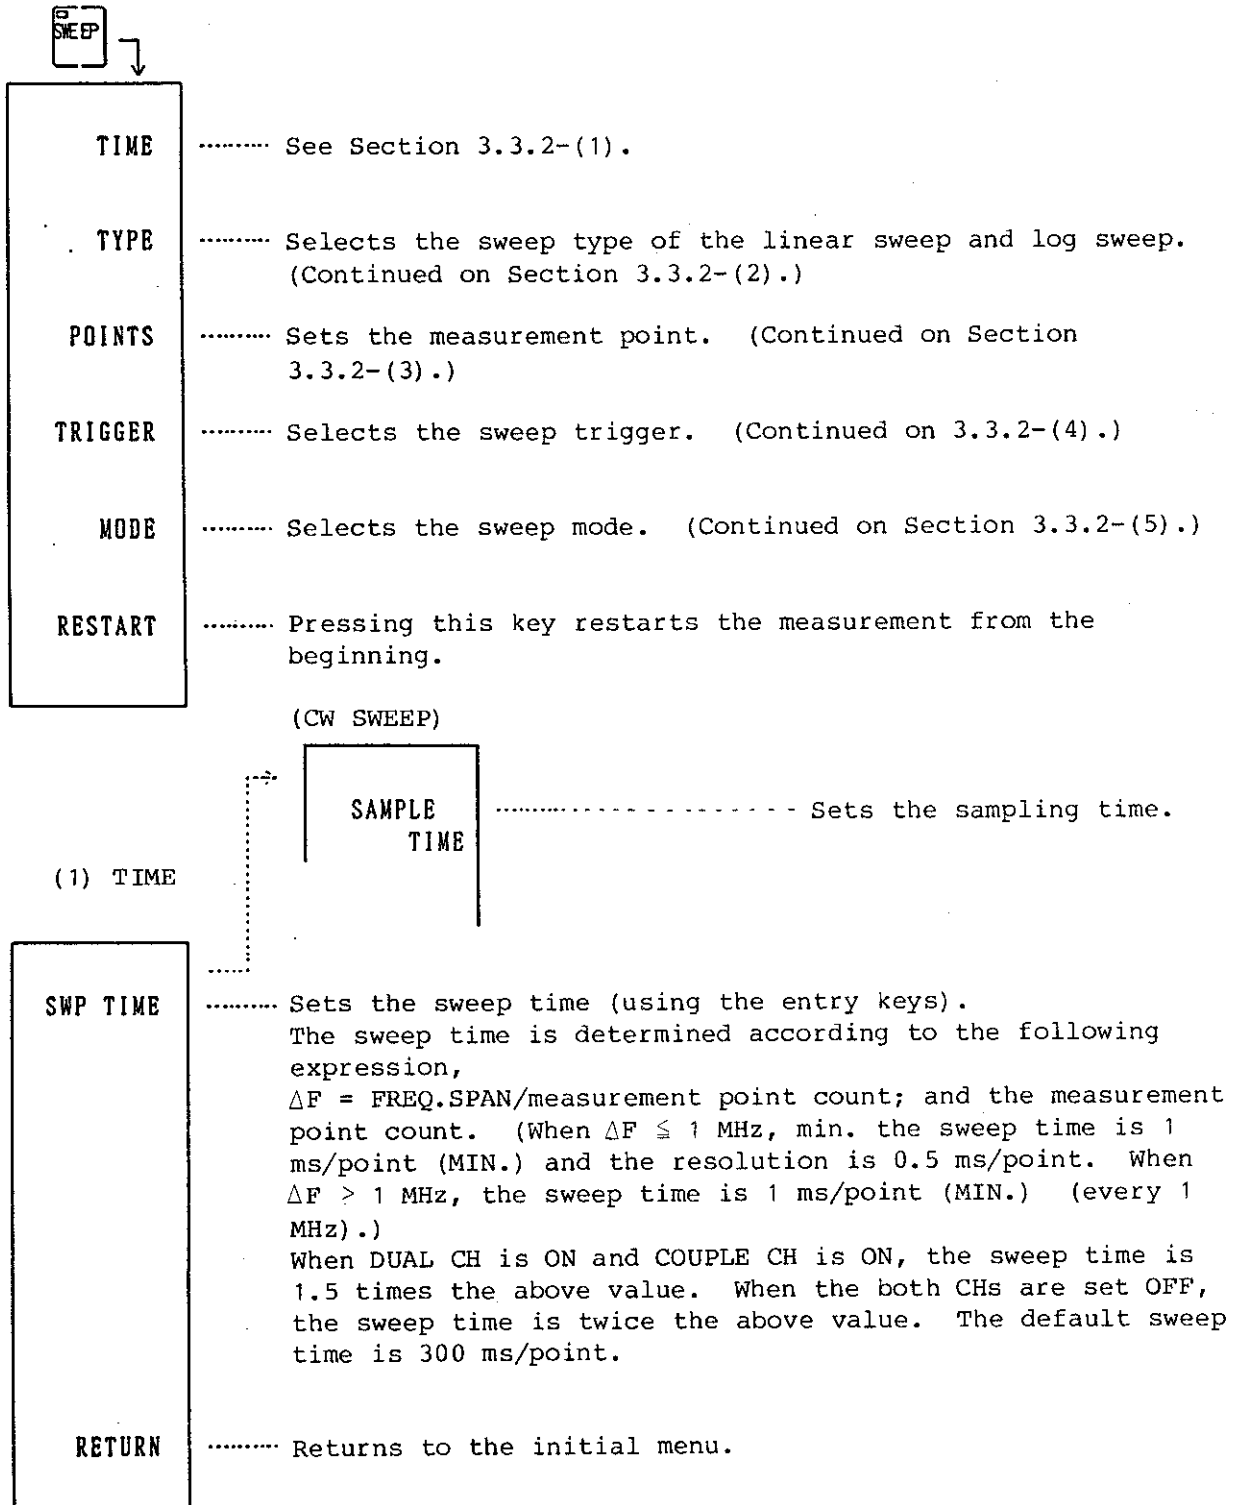 SWEEP
TIME ......... See Section 3.3.2-(1).
TYPE ......... Selects the sweep type of the linear sweep and log sweep.
(Continued on Section 3.3.2-(2).)
POINTS ......... Sets the measurement point. (Continued on Section
3.3.2-(3).)
TRIGGER ......... Selects the sweep trigger. (Continued on 3.3.2-(4).)
MODE ......... Selects the sweep mode. (Continued on Section 3.3.2-(5).)
RESTART ......... Pressing this key restarts the measurement from the
beginning.
(CW SWEEP)
SAMPLE ......... Sets the sampling time.
TIME
(1) TIME
SWP TIME ......... Sets the sweep time (using the entry keys).
The sweep time is determined according to the following
expression,
△F = FREQ.SPAN/measurement point count; and the measurement
point count. (When △F ≦ 1 MHz, min. the sweep time is 1
ms/point (MIN.) and the resolution is 0.5 ms/point. When
△F > 1 MHz, the sweep time is 1 ms/point (MIN.) (every 1
MHz).)
When DUAL CH is ON and COUPLE CH is ON, the sweep time is
1.5 times the above value. When the both CHs are set OFF,
the sweep time is twice the above value. The default sweep
time is 300 ms/point.
RETURN ......... Returns to the initial menu.